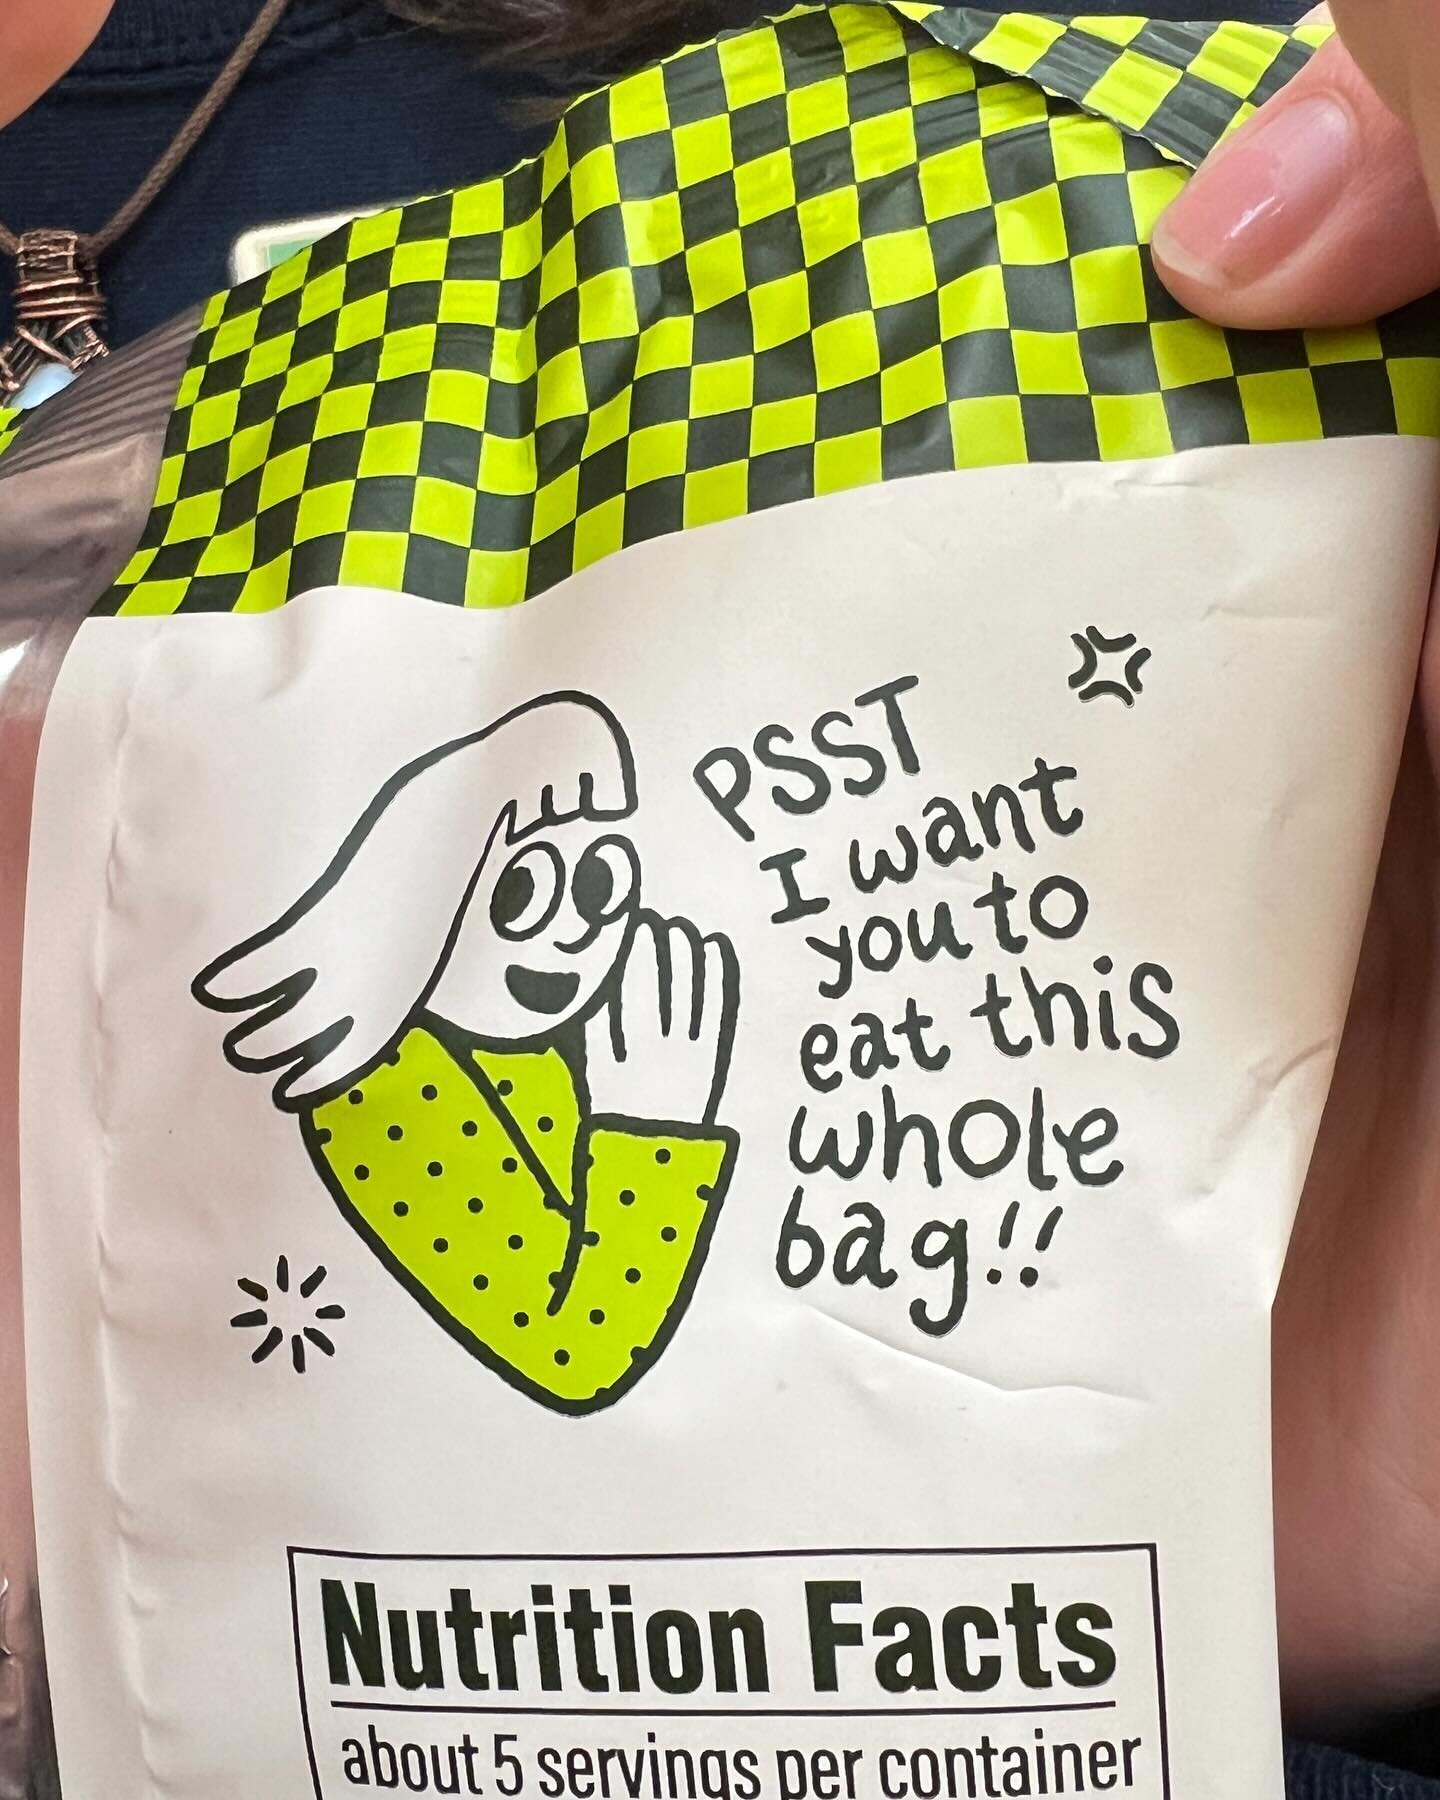 PSST
I want
you to
eat this
whole
bag!!
Nutrition Facts
about 5 servings per container